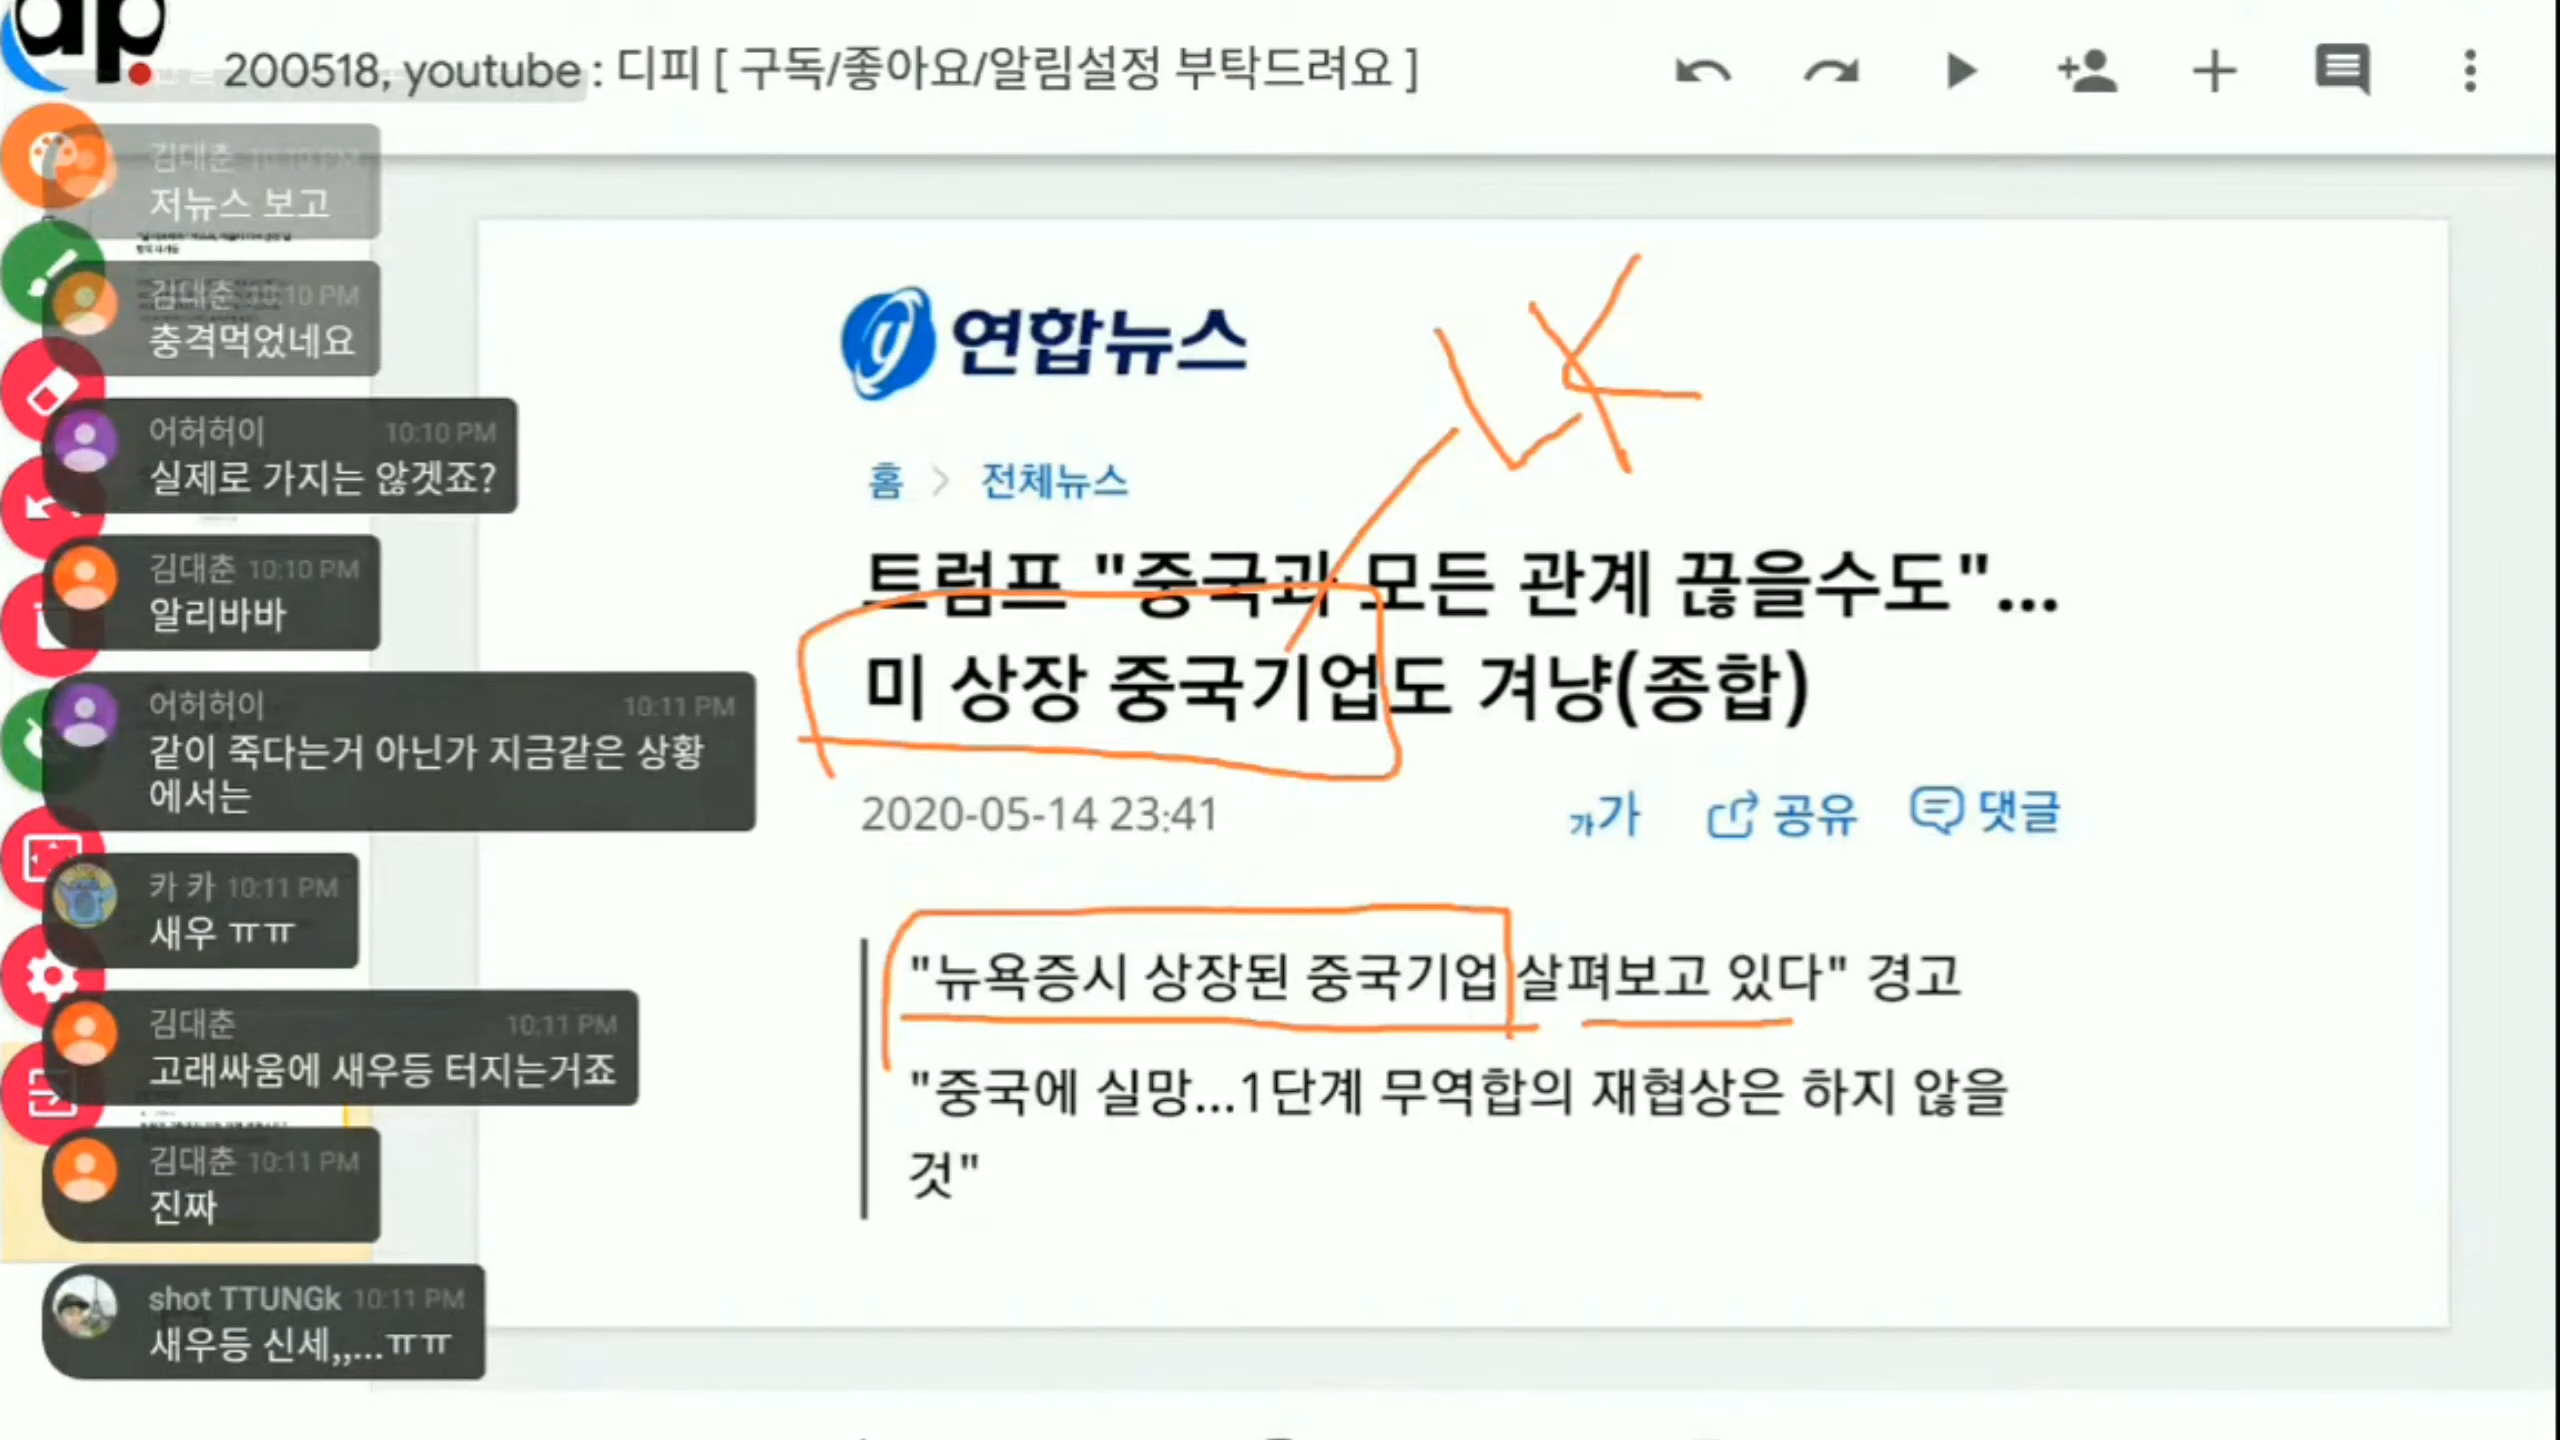 dp.
200518, youtube : 디피 [ 구독/좋아요/알림설정 부탁드려요 ]
김대춘 10:10 PM
저뉴스 보고
김대춘 10:10 PM
충격먹었네요
어허허이 10:10 PM
실제로 가지는 않겟죠?
김대춘 10:10 PM
알리바바
어허허이 10:11 PM
같이 죽다는거 아닌가 지금같은 상황
에서는
카 카 10:11 PM
새우 ㅠㅠ
김대춘 10:11 PM
고래싸움에 새우등 터지는거죠
김대춘 10:11 PM
진짜
shot TTUNGk 10:11 PM
새우등 신세,,...ㅠㅠ
연합뉴스
홈 > 전체뉴스
트럼프 "중국과 모든 관계 끊을수도"...
미 상장 중국기업도 겨냥(종합)
2020-05-14 23:41
가가 공유 댓글
"뉴욕증시 상장된 중국기업 살펴보고 있다" 경고
"중국에 실망...1단계 무역합의 재협상은 하지 않을
것"